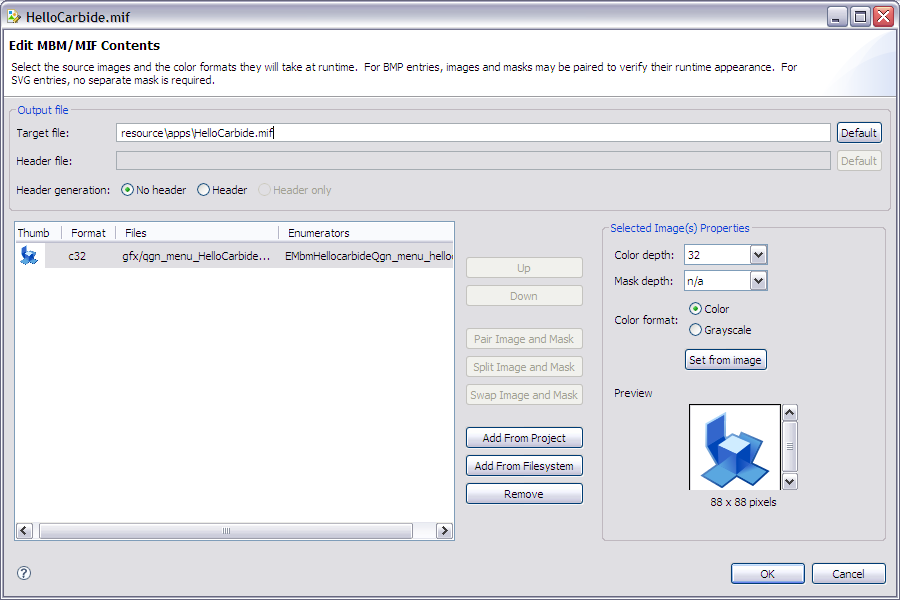 HelloCarbide.mif
Edit MBM/MIF Contents
Select the source images and the color formats they will take at runtime. For BMP entries, images and masks may be paired to verify their runtime appearance. For
SVG entries, no separate mask is required.
Output file
Target file: resource\apps\HelloCarbide.mif Default
Header file: Default
Header generation: No header Header Header only
Thumb Format Files Enumerators
c32 gfx/qgn_menu_HelloCarbide... EMbmHellocarbideQgn_menu_hello
Up
Down
Pair Image and Mask
Split Image and Mask
Swap Image and Mask
Add From Project
Add From Filesystem
Remove
Selected Image(s) Properties
Color depth: 32
Mask depth: n/a
Color format: Color
Grayscale
Set from image
Preview
88 x 88 pixels
?
OK Cancel